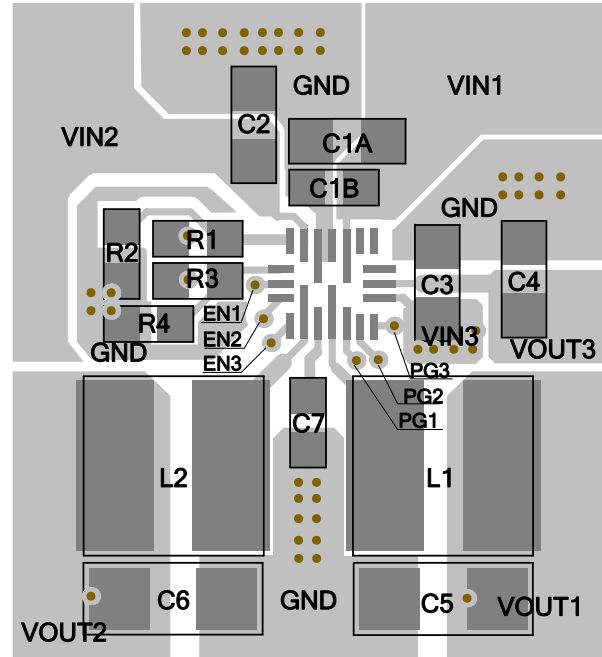 GND
VIN1
C2
VIN2
C1A
C1B
GND
R1
R2
R3
C3
C4
EN1
R4
EN2
VIN3
GND
EN3
VOUT3
PG3
PG2
PG1
C7
L2
L1
C6
GND
C5
VOUT1
VOUT2